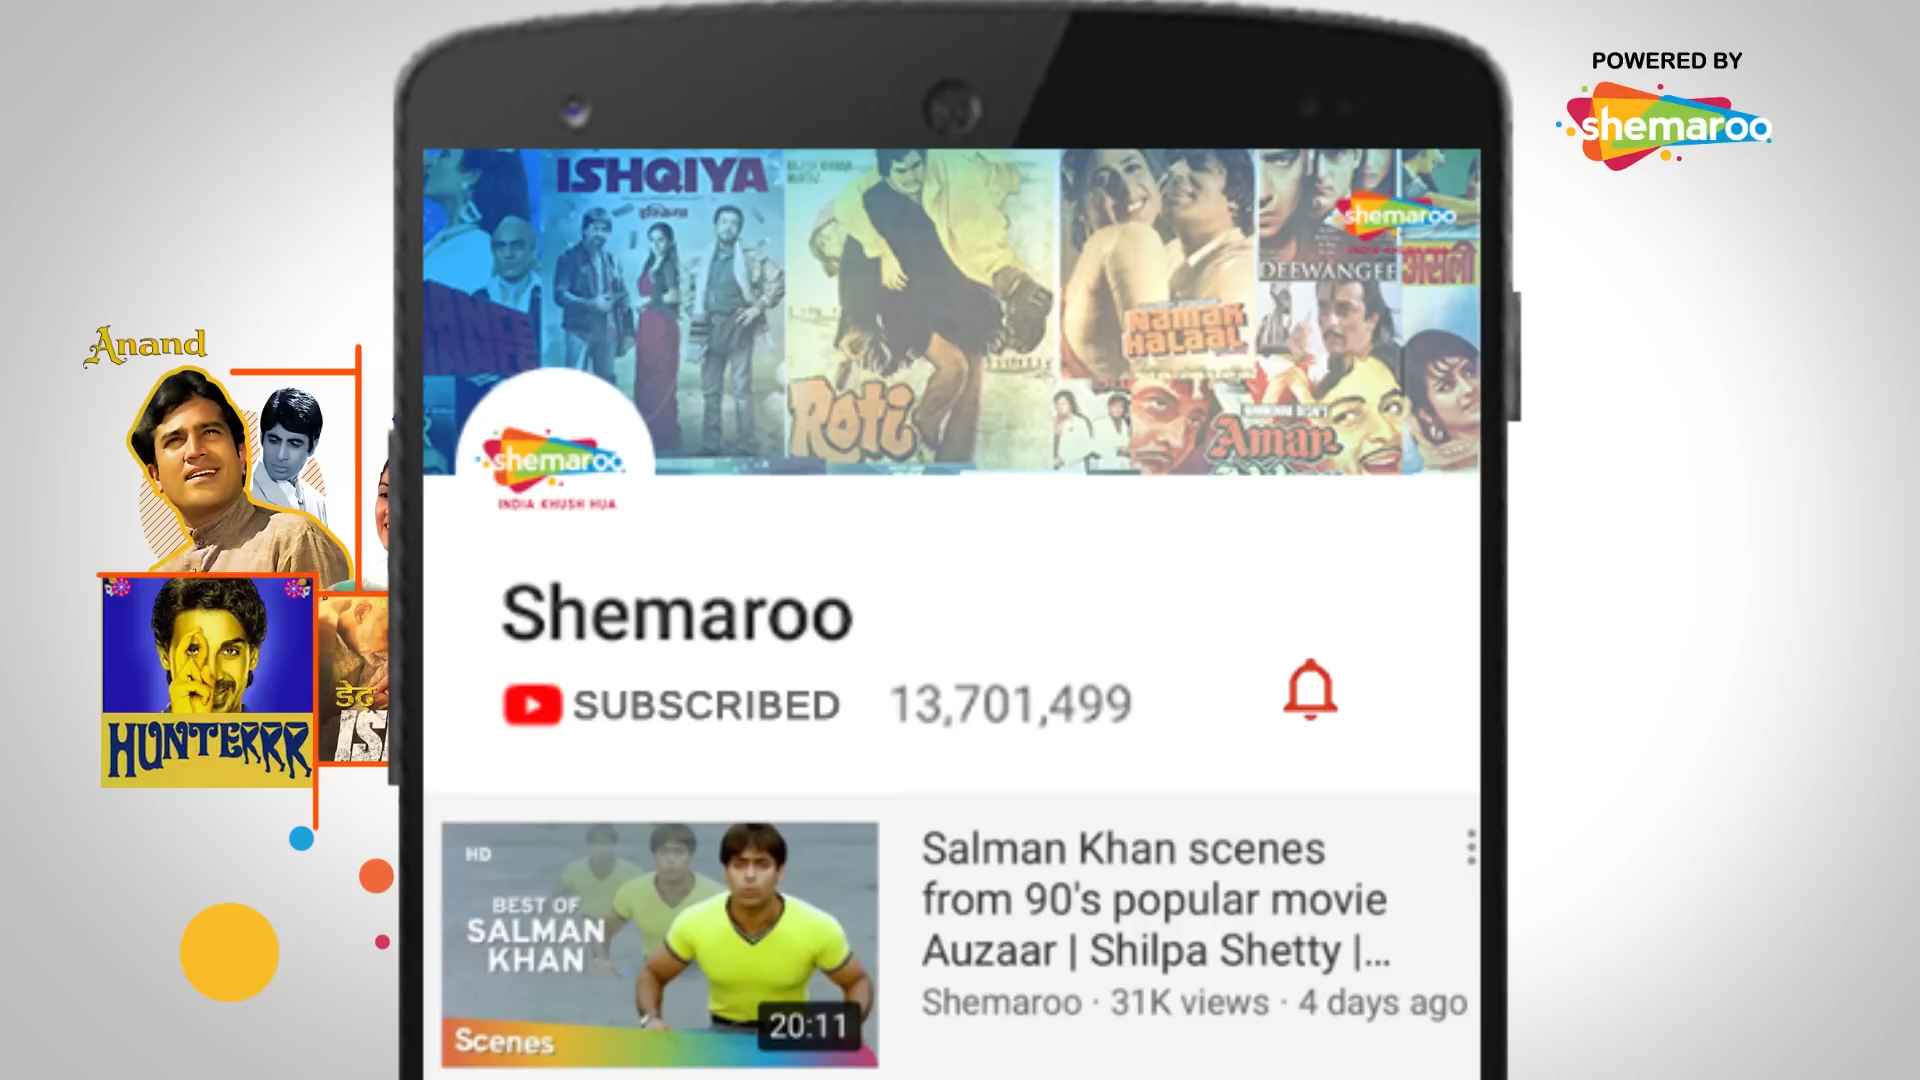 POWERED BY
shemaroo
ISHQIYA
इश्किया
shemaroo
DEEWANGEE
असली
NAMAK
HALAAL
Roti
Amar
Anand
shemaroo
INDIA KHUSH HUA
Shemaroo
SUBSCRIBED 13,701,499
HUNTERRR
डेढ़
ISH
HD
BEST OF
SALMAN
KHAN
20:11
Scenes
Salman Khan scenes
from 90's popular movie
Auzaar | Shilpa Shetty |...
Shemaroo · 31K views · 4 days ago